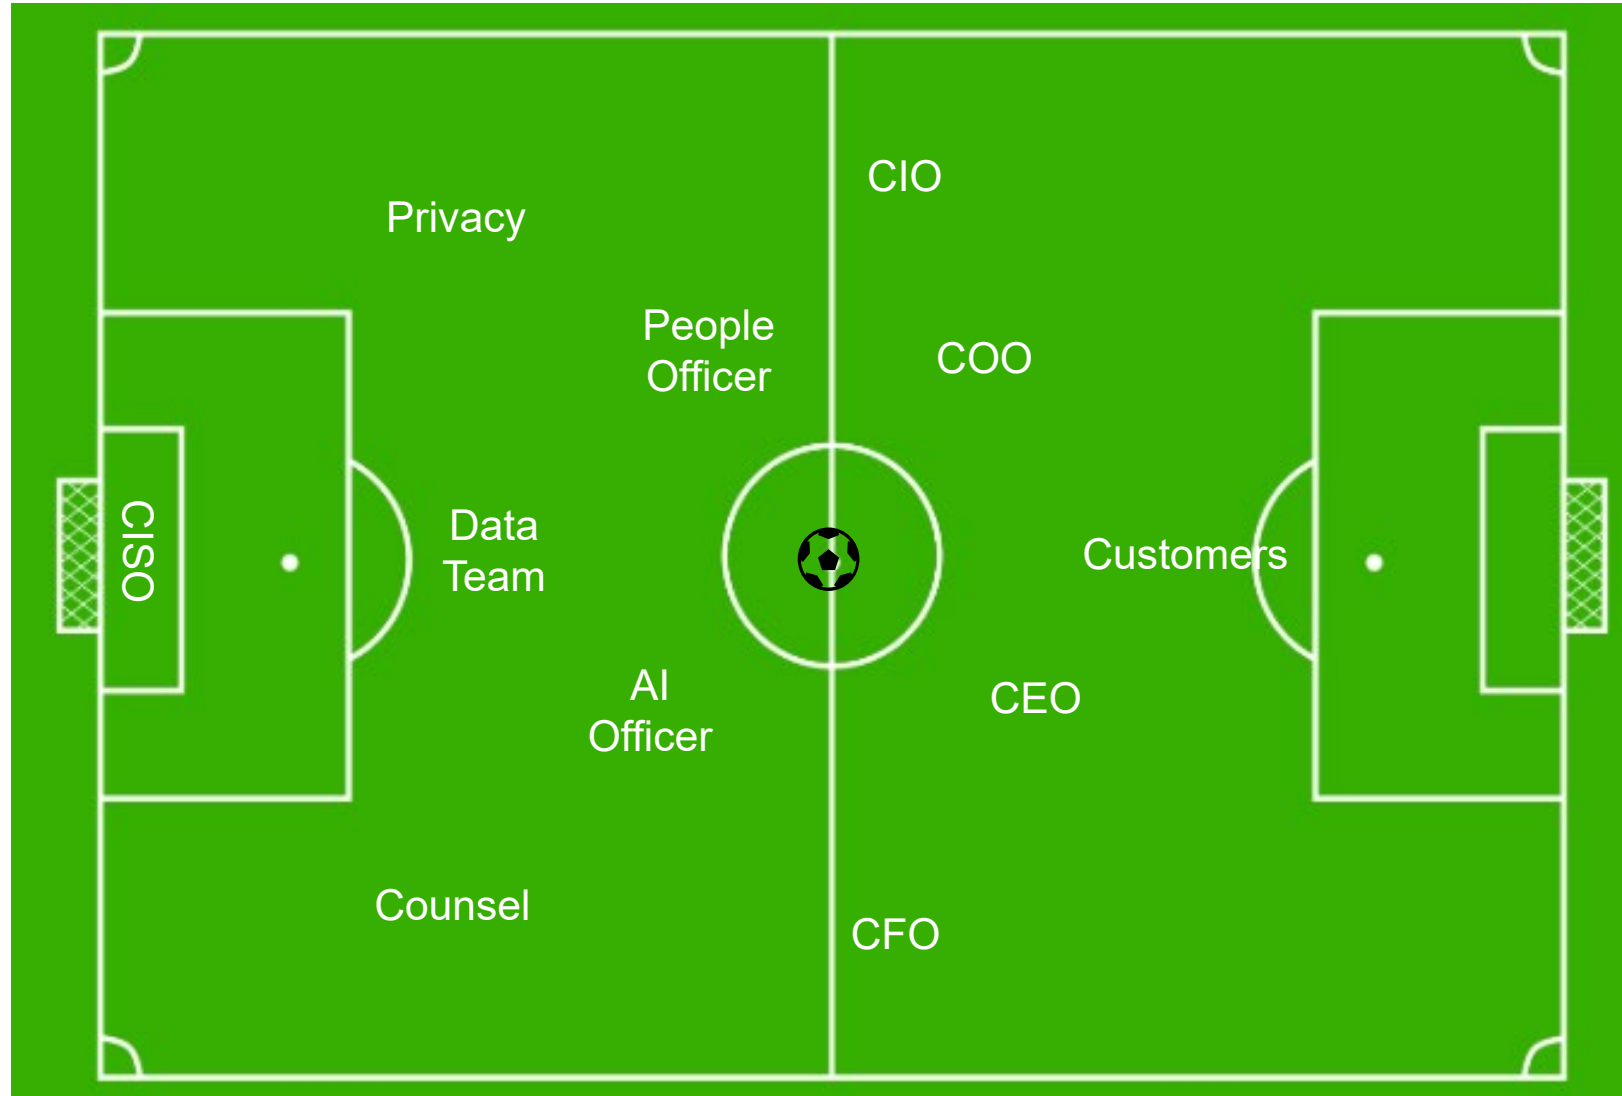 CIO
Privacy
People
Officer
COO
CISO
Data
Team
Customers
AI
Officer
CEO
Counsel
CFO